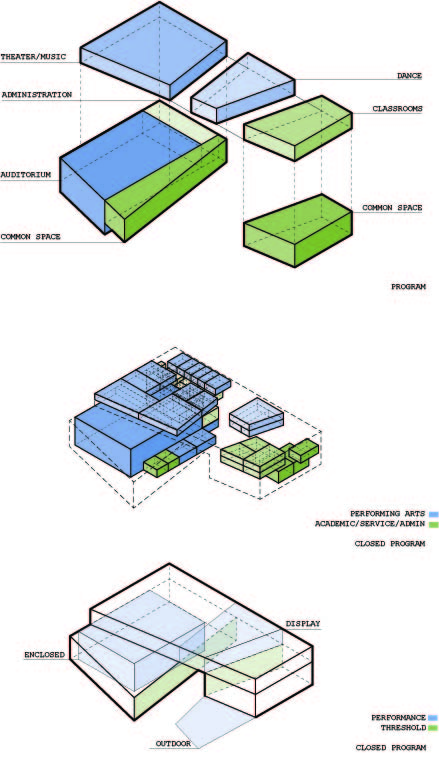 THEATER/MUSIC
DANCE
ADMINISTRATION
CLASSROOMS
AUDITORIUM
COMMON SPACE
COMMON SPACE
PROGRAM
PERFORMING ARTS
ACADEMIC/SERVICE/ADMIN
CLOSED PROGRAM
DISPLAY
ENCLOSED
PERFORMANCE
THRESHOLD
OUTDOOR
CLOSED PROGRAM